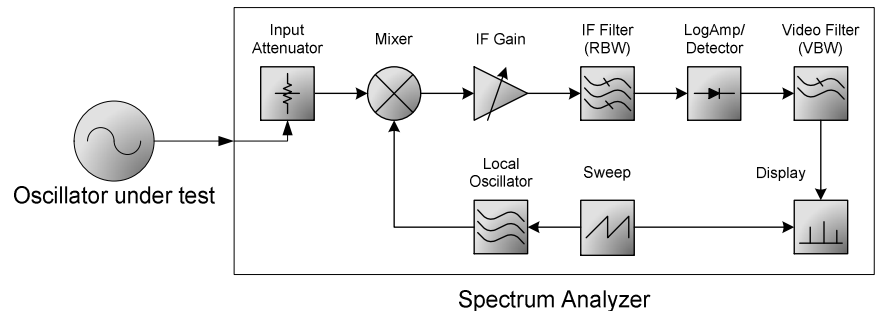 Input
Attenuator
Mixer
IF Gain
IF Filter
(RBW)
LogAmp/
Detector
Video Filter
(VBW)
Oscillator under test
Local
Oscillator
Sweep
Display
Spectrum Analyzer